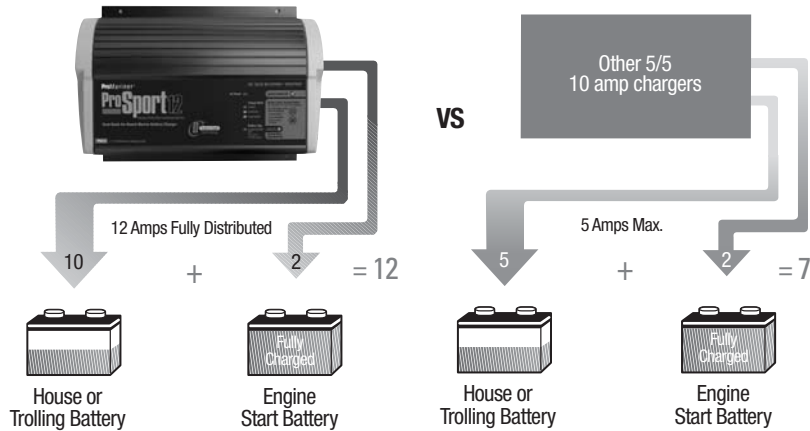 ProMariner
ProSport12
12 Amps Fully Distributed
10
+
2
= 12
House or
Trolling Battery
Fully
Charged
Engine
Start Battery
VS
Other 5/5
10 amp chargers
5 Amps Max.
5
+
2
= 7
House or
Trolling Battery
Fully
Charged
Engine
Start Battery